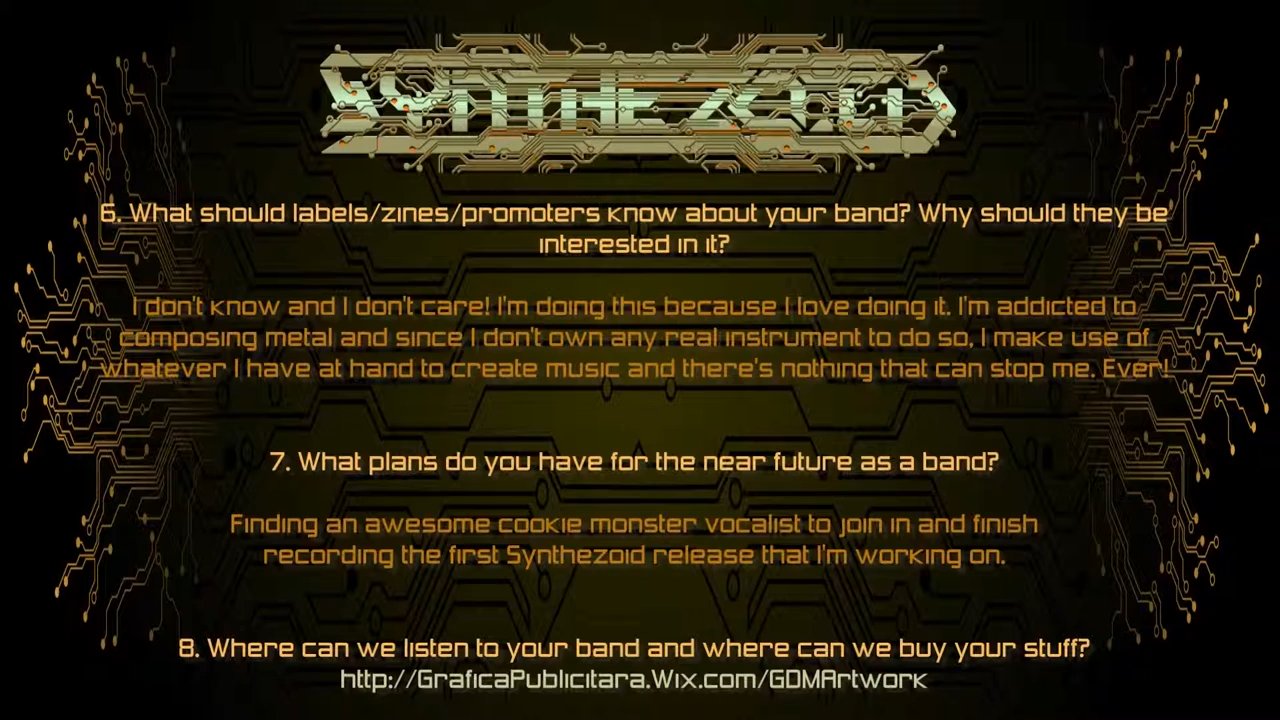 SYNTHEZOID
6. What should labels/zines/promoters know about your band? Why should they be
interested in it?
I don't know and I don't care! I'm doing this because I love doing it. I'm addicted to
composing metal and since I don't own any real instrument to do so, I make use of
whatever I have at hand to create music and there's nothing that can stop me. Ever!
7. What plans do you have for the near future as a band?
Finding an awesome cookie monster vocalist to join in and finish
recording the first Synthezoid release that I'm working on.
8. Where can we listen to your band and where can we buy your stuff?
http://GraficaPublicitara.Wix.com/GDMArtwork